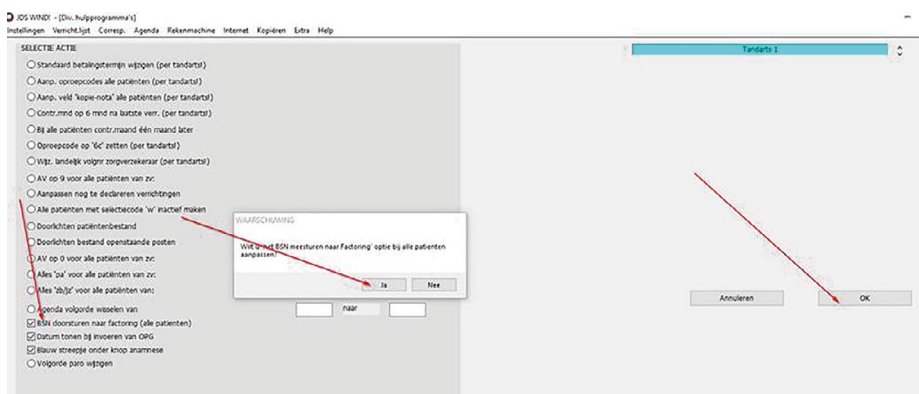 JDS WIND! - [Div. hulpprogramma's]
Instellingen Verricht.lijst Corresp. Agenda Rekenmachine Internet Kopiëren Extra Help
SELECTIE ACTIE
Tandarts 1
Standaard betalingstermijn wijzigen (per tandarts!)
Aanp. oproepcodes alle patiënten (per tandarts!)
Aanp. veld 'kopie-nota' alle patiënten (per tandarts!)
Contr.mnd op 6 mnd na laatste verr. (per tandarts!)
Bij alle patiënten contr.maand één maand later
Oproepcode op '6c' zetten (per tandarts!)
Wijz. landelijk volgnr zorgverzekeraar (per tandarts!)
AV op 9 voor alle patiënten van zv:
Aanpassen nog te declareren verrichtingen
Alle patiënten met selectiecode 'w' inactief maken
Doorlichten patiëntenbestand
Doorlichten bestand openstaande posten
AV op 0 voor alle patiënten van zv:
Alles 'pa' voor alle patiënten van zv:
Alles 'zb/jz' voor alle patiënten van:
Agenda volgorde wisselen van
naar
BSN doorsturen naar factoring (alle patienten)
Datum tonen bij invoeren van OPG
Blauw streepje onder knop anamnese
Volgorde paro wijzigen
WAARSCHUWING
Wilt u 'het BSN meesturen naar Factoring' optie bij alle patienten
aanpassen?
Ja Nee
Annuleren OK